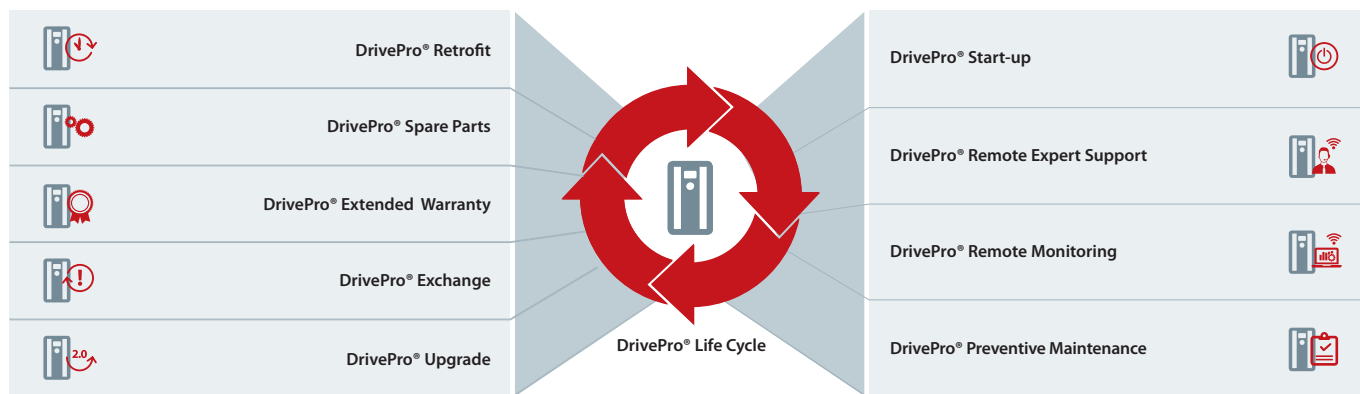 DrivePro® Retrofit
DrivePro® Spare Parts
DrivePro® Extended Warranty
DrivePro® Exchange
2.0
DrivePro® Upgrade
DrivePro® Life Cycle
DrivePro® Start-up
DrivePro® Remote Expert Support
DrivePro® Remote Monitoring
DrivePro® Preventive Maintenance